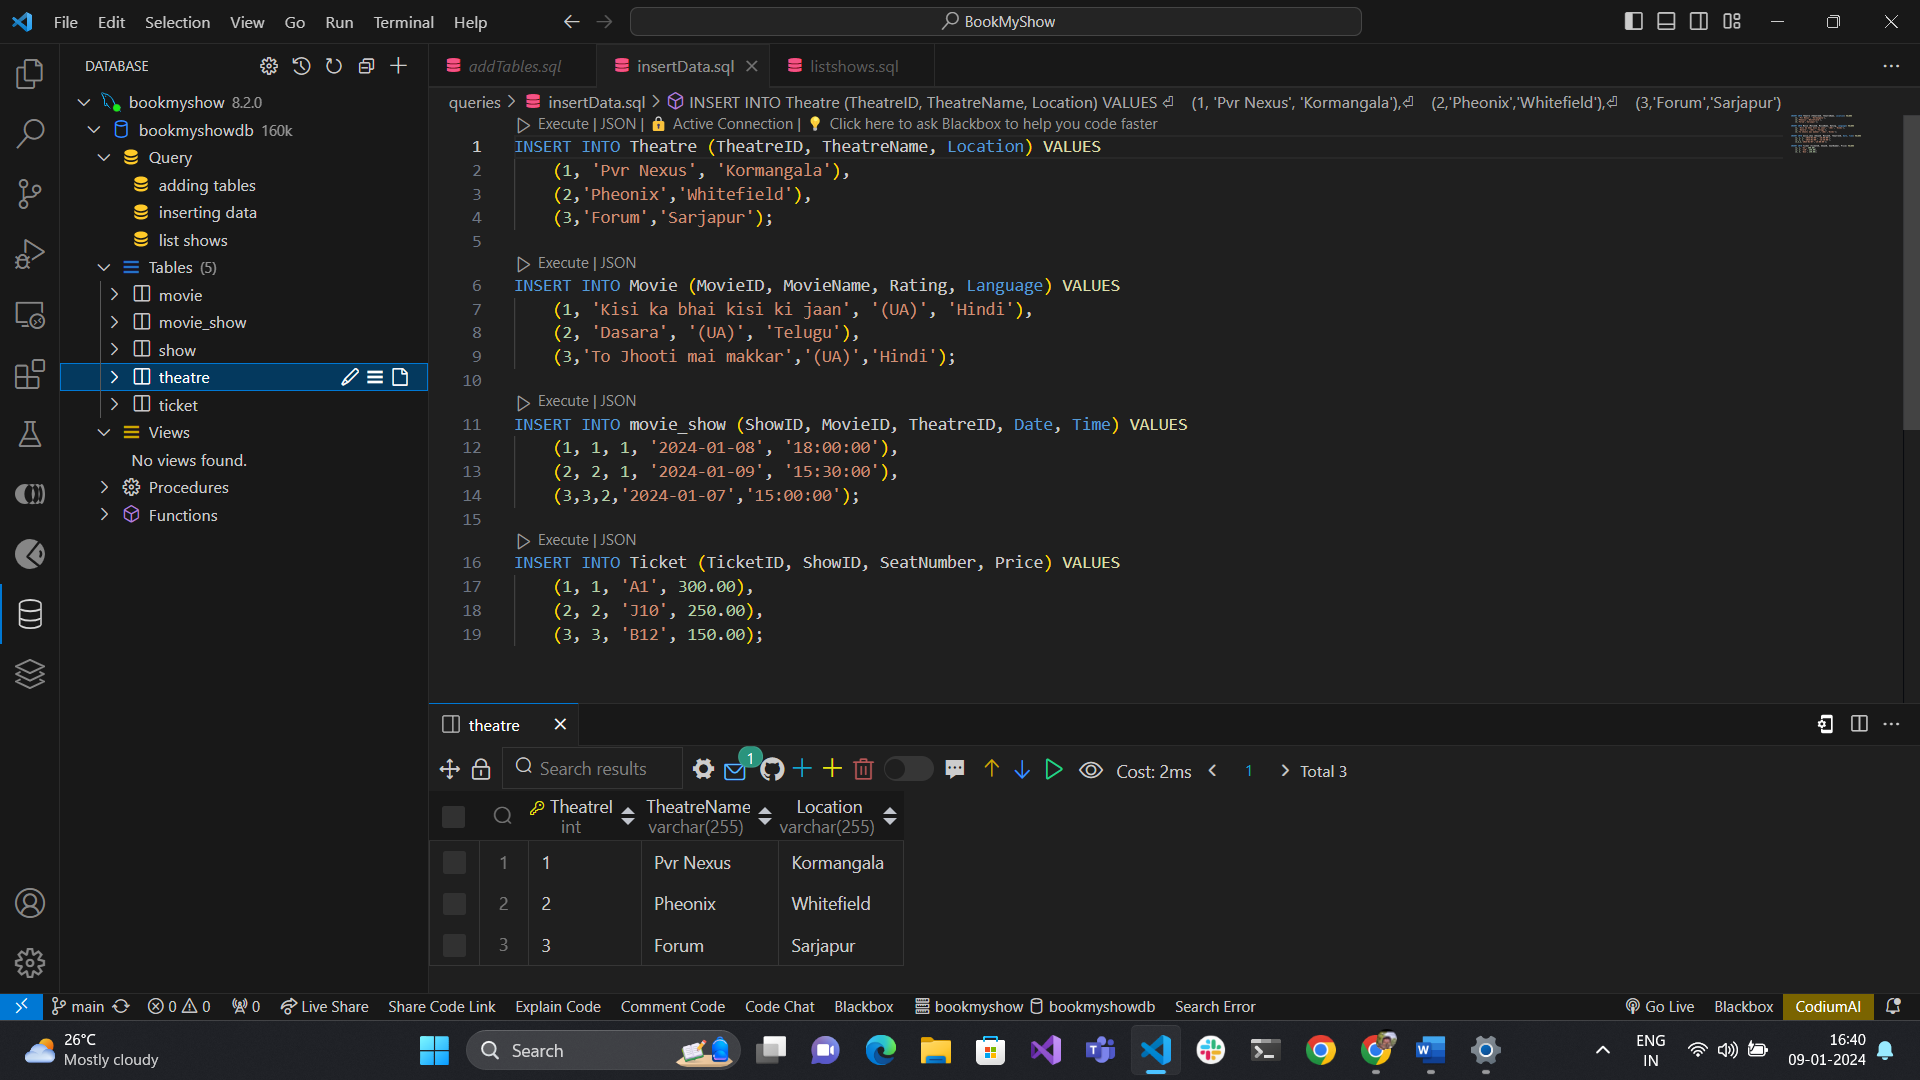 File Edit Selection View Go Run Terminal Help
BookMyShow
DATABASE
bookmyshow 8.2.0
bookmyshowdb 160k
Query
adding tables
inserting data
list shows
Tables (5)
movie
movie_show
show
theatre
ticket
Views
No views found.
Procedures
Functions
addTables.sql
insertData.sql
listshows.sql
queries > insertData.sql > INSERT INTO Theatre (TheatreID, TheatreName, Location) VALUES⏎ (1, 'Pvr Nexus', 'Kormangala'),⏎ (2,'Pheonix','Whitefield'),⏎ (3,'Forum','Sarjapur')
Execute | JSON | Active Connection | Click here to ask Blackbox to help you code faster
1 INSERT INTO Theatre (TheatreID, TheatreName, Location) VALUES
2 (1, 'Pvr Nexus', 'Kormangala'),
3 (2,'Pheonix','Whitefield'),
4 (3,'Forum','Sarjapur');
5
Execute | JSON
6 INSERT INTO Movie (MovieID, MovieName, Rating, Language) VALUES
7 (1, 'Kisi ka bhai kisi ki jaan', '(UA)', 'Hindi'),
8 (2, 'Dasara', '(UA)', 'Telugu'),
9 (3,'To Jhooti mai makkar','(UA)','Hindi');
10
Execute | JSON
11 INSERT INTO movie_show (ShowID, MovieID, TheatreID, Date, Time) VALUES
12 (1, 1, 1, '2024-01-08', '18:00:00'),
13 (2, 2, 1, '2024-01-09', '15:30:00'),
14 (3,3,2,'2024-01-07','15:00:00');
15
Execute | JSON
16 INSERT INTO Ticket (TicketID, ShowID, SeatNumber, Price) VALUES
17 (1, 1, 'A1', 300.00),
18 (2, 2, 'J10', 250.00),
19 (3, 3, 'B12', 150.00);
theatre
Search results
1
Cost: 2ms
1
Total 3
TheatreI TheatreName Location
int varchar(255) varchar(255)
1 1 Pvr Nexus Kormangala
2 2 Pheonix Whitefield
3 3 Forum Sarjapur
main 0 0 0 Live Share Share Code Link Explain Code Comment Code Code Chat Blackbox bookmyshow bookmyshowdb Search Error Go Live Blackbox CodiumAI
26°C
Mostly cloudy
Search
ENG
IN
16:40
09-01-2024